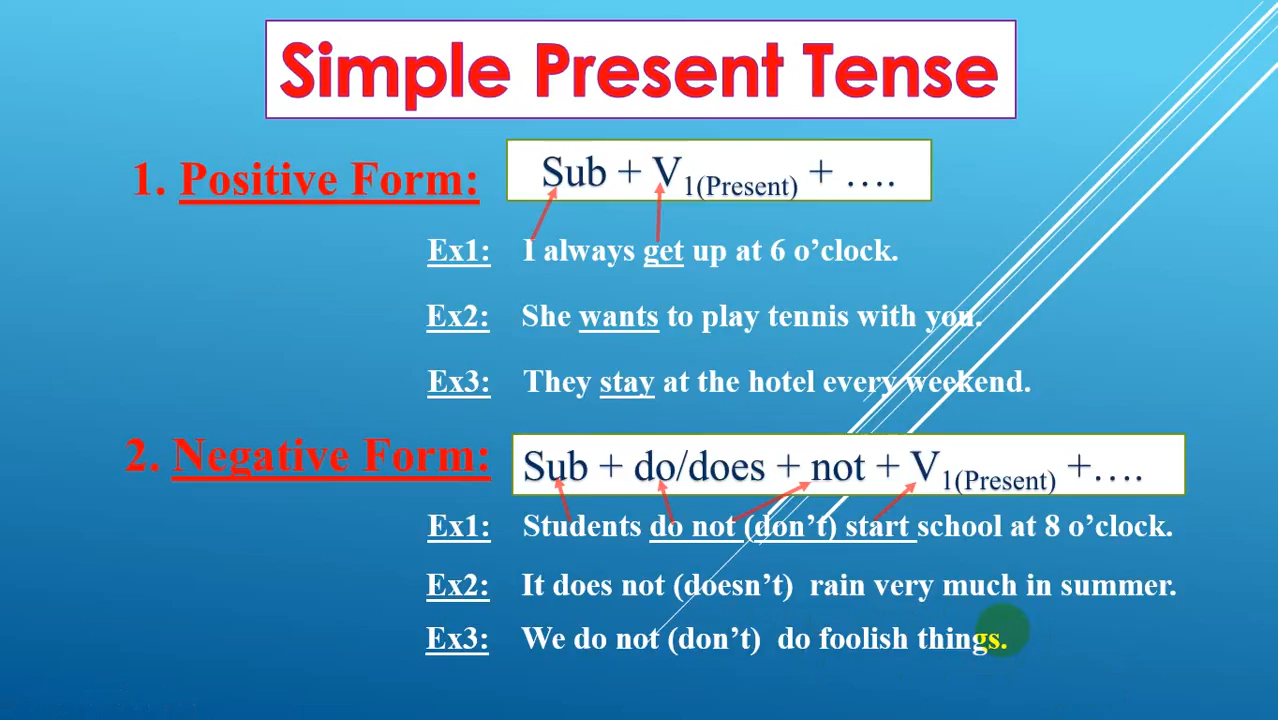 Simple Present Tense
1. Positive Form: Sub + V1(Present) + ….
Ex1: I always get up at 6 o’clock.
Ex2: She wants to play tennis with you.
Ex3: They stay at the hotel every weekend.
2. Negative Form: Sub + do/does + not + V1(Present) +….
Ex1: Students do not (don’t) start school at 8 o’clock.
Ex2: It does not (doesn’t) rain very much in summer.
Ex3: We do not (don’t) do foolish things.